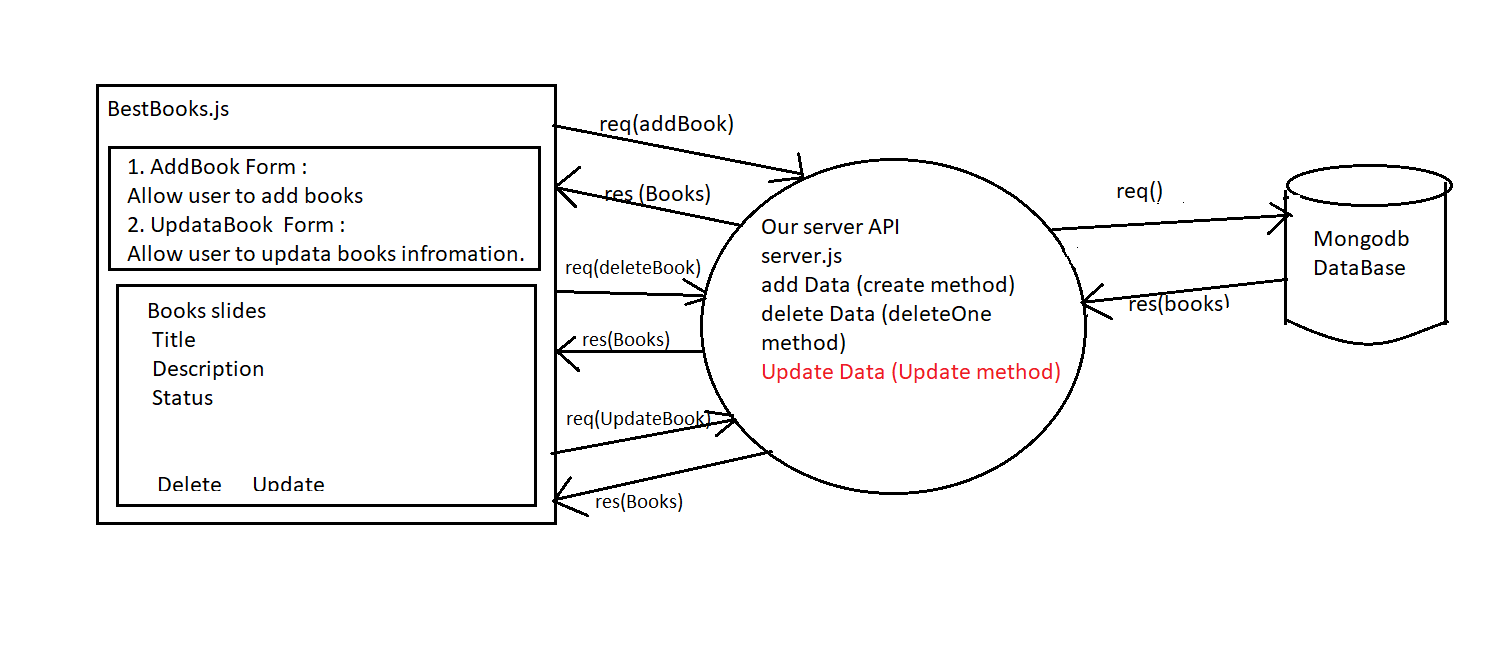 BestBooks.js
1. AddBook Form :
Allow user to add books
2. UpdataBook  Form :
Allow user to updata books infromation.
Books slides
Title
Description
Status
Delete
Update
req(addBook)
res (Books)
req(deleteBook)
res(Books)
req(UpdateBook)
res(Books)
Our server API
server.js
add Data (create method)
delete Data (deleteOne
method)
Update Data (Update method)
req()
res(books)
Mongodb
DataBase